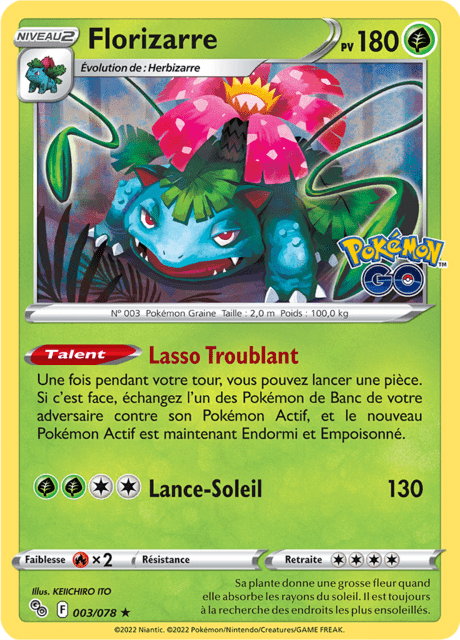 NIVEAU 2
Florizarre
PV 180
Évolution de : Herbizarre
POKÉMON GO™
N° 003 Pokémon Graine Taille : 2,0 m Poids : 100,0 kg
Talent Lasso Troublant
Une fois pendant votre tour, vous pouvez lancer une pièce.
Si c'est face, échangez l'un des Pokémon de Banc de votre
adversaire contre son Pokémon Actif, et le nouveau
Pokémon Actif est maintenant Endormi et Empoisonné.
Lance-Soleil 130
Faiblesse ×2 Résistance Retraite
Illus. KEIICHIRO ITO
F 003/078 ★
Sa plante donne une grosse fleur quand
elle absorbe les rayons du soleil. Il est toujours
à la recherche des endroits les plus ensoleillés.
©2022 Niantic. ©2022 Pokémon/Nintendo/Creatures/GAME FREAK.